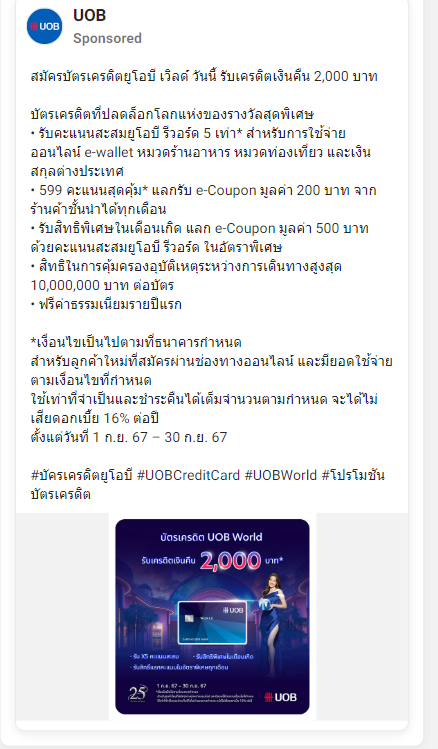 UOB
UOB
Sponsored
สมัครบัตรเครดิตยูโอบี เวิลด์ วันนี้ รับเครดิตเงินคืน 2,000 บาท
บัตรเครดิตที่ปลดล็อกโลกแห่งของรางวัลสุดพิเศษ
• รับคะแนนสะสมยูโอบี รีวอร์ด 5 เท่า* สำหรับการใช้จ่าย
ออนไลน์ e-wallet หมวดร้านอาหาร หมวดท่องเที่ยว และเงิน
สกุลต่างประเทศ
• 599 คะแนนสุดคุ้ม* แลกรับ e-Coupon มูลค่า 200 บาท จาก
ร้านค้าชั้นนำได้ทุกเดือน
• รับสิทธิพิเศษในเดือนเกิด แลก e-Coupon มูลค่า 500 บาท
ด้วยคะแนนสะสมยูโอบี รีวอร์ด ในอัตราพิเศษ
• สิทธิในการคุ้มครองอุบัติเหตุระหว่างการเดินทางสูงสุด
10,000,000 บาท ต่อบัตร
• ฟรีค่าธรรมเนียมรายปีแรก
*เงื่อนไขเป็นไปตามที่ธนาคารกำหนด
สำหรับลูกค้าใหม่ที่สมัครผ่านช่องทางออนไลน์ และมียอดใช้จ่าย
ตามเงื่อนไขที่กำหนด
ใช้เท่าที่จำเป็นและชำระคืนได้เต็มจำนวนตามกำหนด จะได้ไม่
เสียดอกเบี้ย 16% ต่อปี
ตั้งแต่วันที่ 1 ก.ย. 67 – 30 ก.ย. 67
#บัครเครดิตยูโอบี #UOBCreditCard #UOBWorld #โปรโมชัน
บัตรเครดิต
บัตรเครดิต UOB World
รับเครดิตเงินคืน 2,000 บาท*
UOB
WORLD
• รับ X5 คะแนนสะสม • รับสิทธิพิเศษในเดือนเกิด
• รับสิทธิ์แลกคะแนนในอัตราพิเศษทุกเดือน
25
1 ก.ย. 67 – 30 ก.ย. 67
UOB